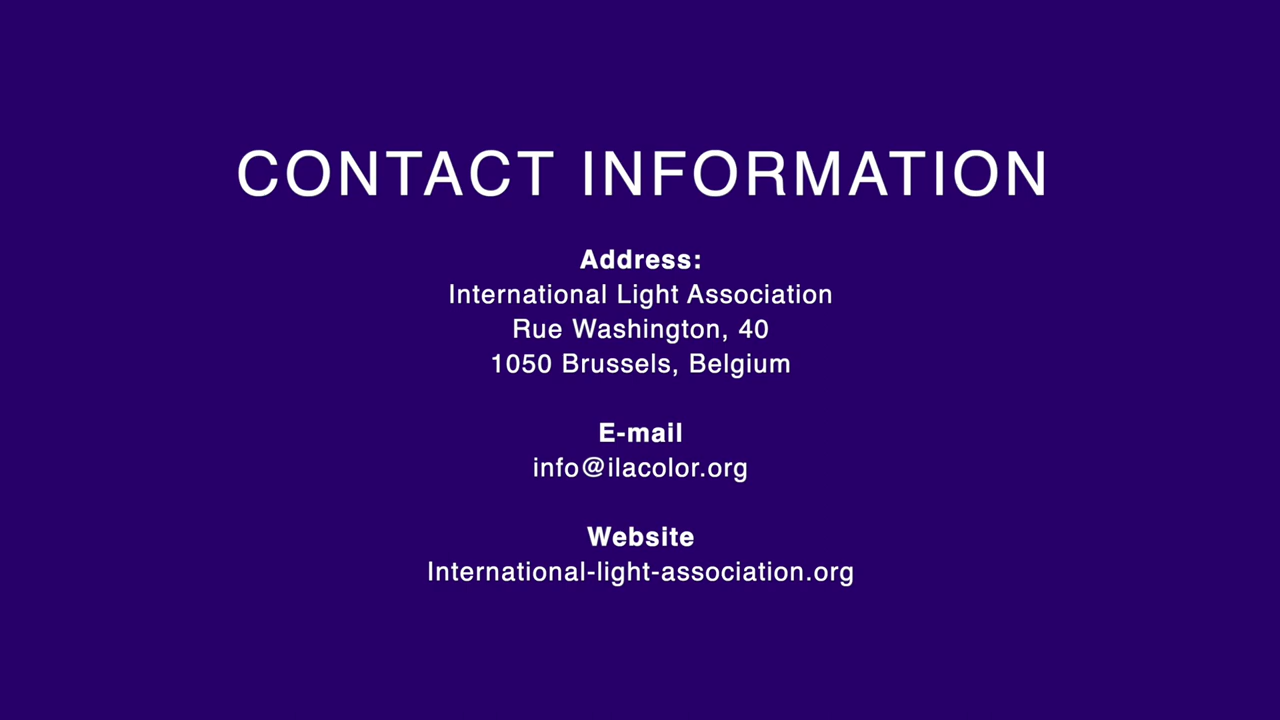 CONTACT INFORMATION
Address:
International Light Association
Rue Washington, 40
1050 Brussels, Belgium
E-mail
info@ilacolor.org
Website
International-light-association.org